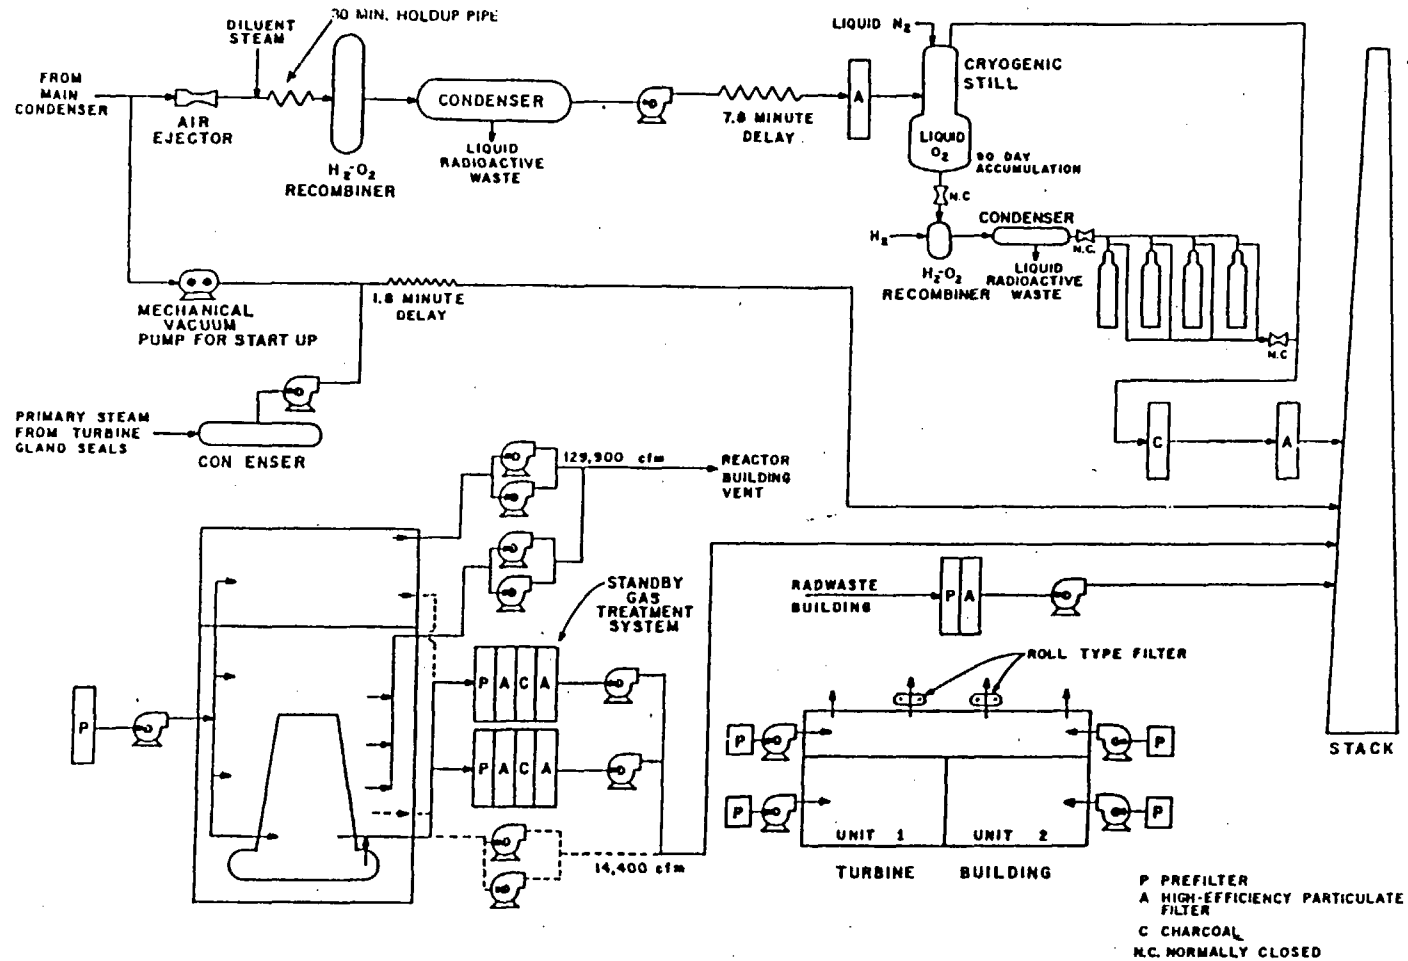 30 MIN. HOLDUP PIPE
DILUENT
STEAM
FROM
MAIN
CONDENSER
AIR
EJECTOR
H2-O2
RECOMBINER
CONDENSER
LIQUID
RADIOACTIVE
WASTE
7.8 MINUTE
DELAY
A
LIQUID N2
CRYOGENIC
STILL
LIQUID
O2
90 DAY
ACCUMULATION
N.C
H2
H2-O2
RECOMBINER
CONDENSER
N.C.
LIQUID
RADIOACTIVE
WASTE
N.C
MECHANICAL
VACUUM
PUMP FOR START UP
1.8 MINUTE
DELAY
PRIMARY STEAM
FROM TURBINE
GLAND SEALS
CON ENSER
C
A
129,900 cfm
REACTOR
BUILDING
VENT
STANDBY
GAS
TREATMENT
SYSTEM
P A C A
P A C A
14,400 cfm
P
RADWASTE
BUILDING
P A
ROLL TYPE FILTER
P
P
P
P
UNIT 1
UNIT 2
TURBINE BUILDING
STACK
P PREFILTER
A HIGH-EFFICIENCY PARTICULATE
FILTER
C CHARCOAL
N.C. NORMALLY CLOSED